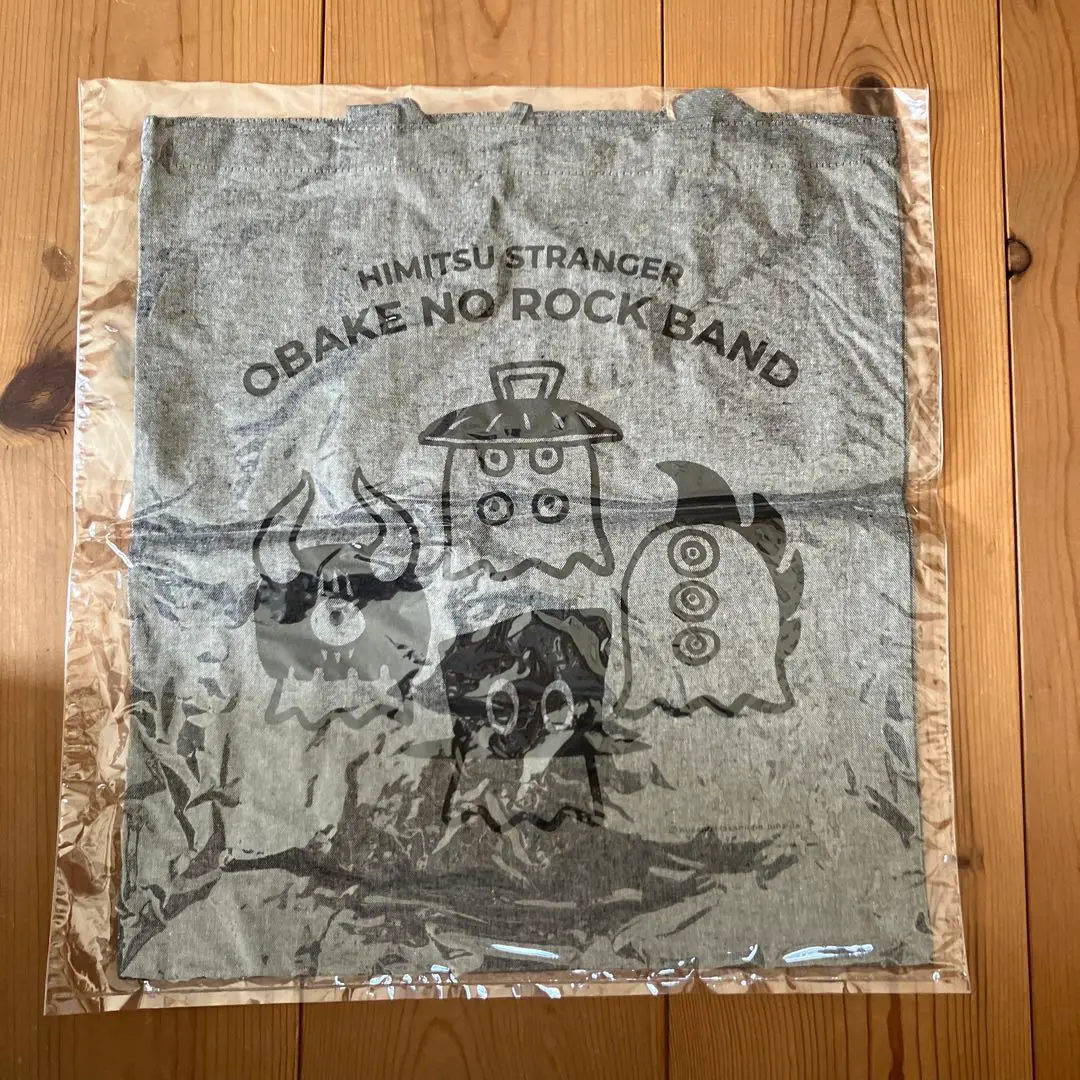 HIMITSU STRANGER
OBAKE NO ROCK BAND